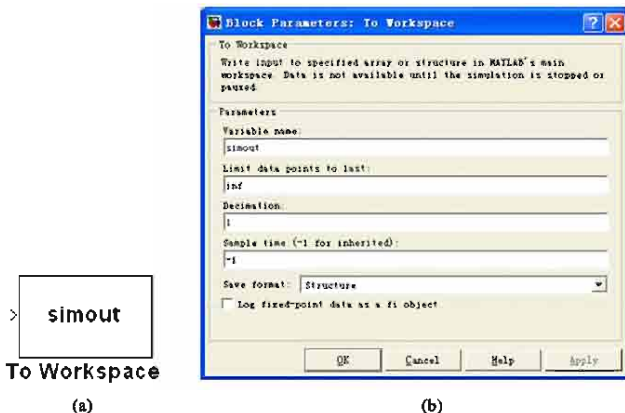 Block Parameters: To Workspace
To Workspace
Write input to specified array or structure in MATLAB's main
workspace. Data is not available until the simulation is stopped or
paused.
Parameters
Variable name:
simout
Limit data points to last:
inf
Decimation:
1
Sample time (-1 for inherited):
-1
Save format: Structure
Log fixed-point data as a fi object
OK Cancel Help Apply
simout
To Workspace
(a) (b)